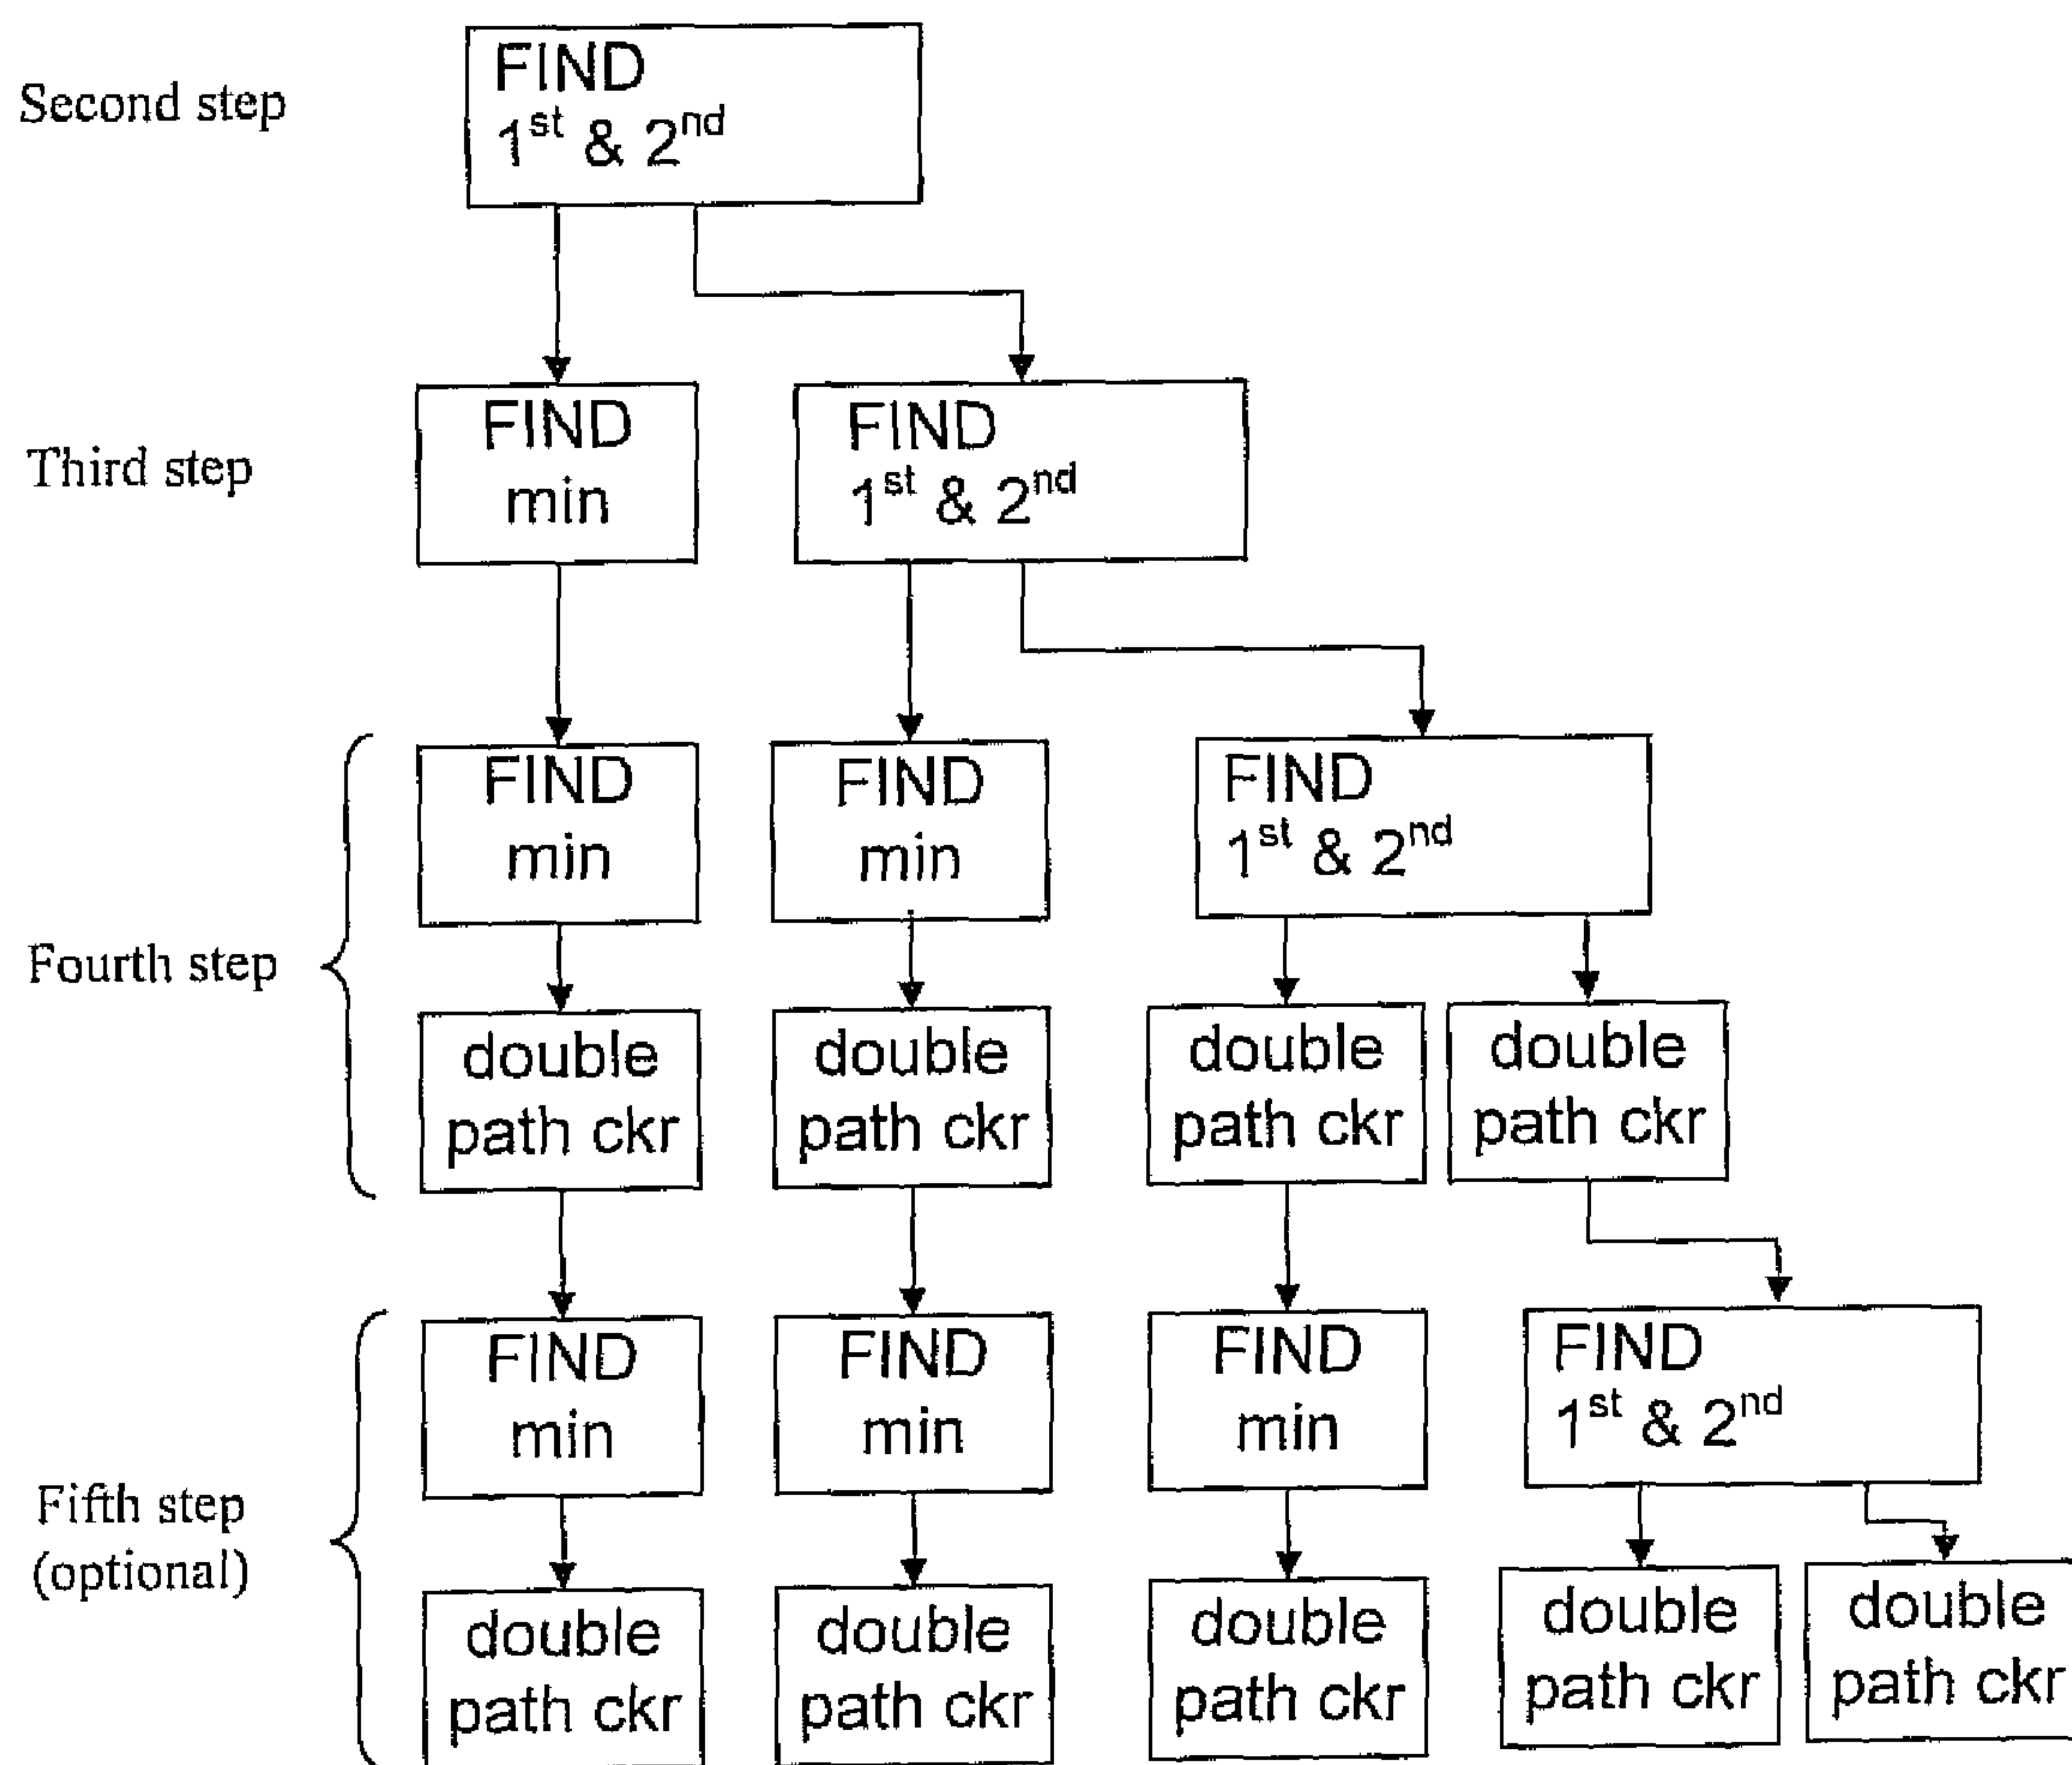 Second step
FIND
1st & 2nd
Third step
FIND
min
FIND
1st & 2nd
Fourth step
FIND
min
FIND
min
FIND
1st & 2nd
double
path ckr
double
path ckr
double
path ckr
double
path ckr
Fifth step
(optional)
FIND
min
FIND
min
FIND
min
FIND
1st & 2nd
double
path ckr
double
path ckr
double
path ckr
double
path ckr
double
path ckr